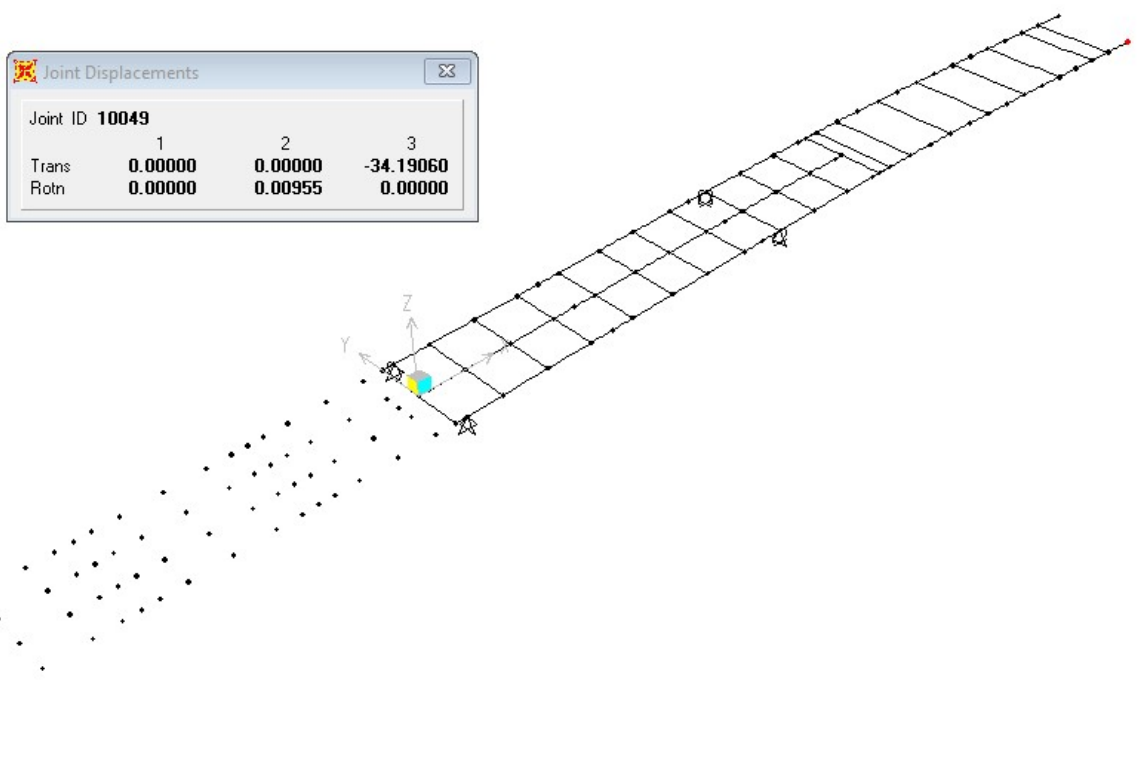 Joint Displacements
Joint ID 10049
1 2 3
Trans 0.00000 0.00000 -34.19060
Rotn 0.00000 0.00955 0.00000
Z
Y
X